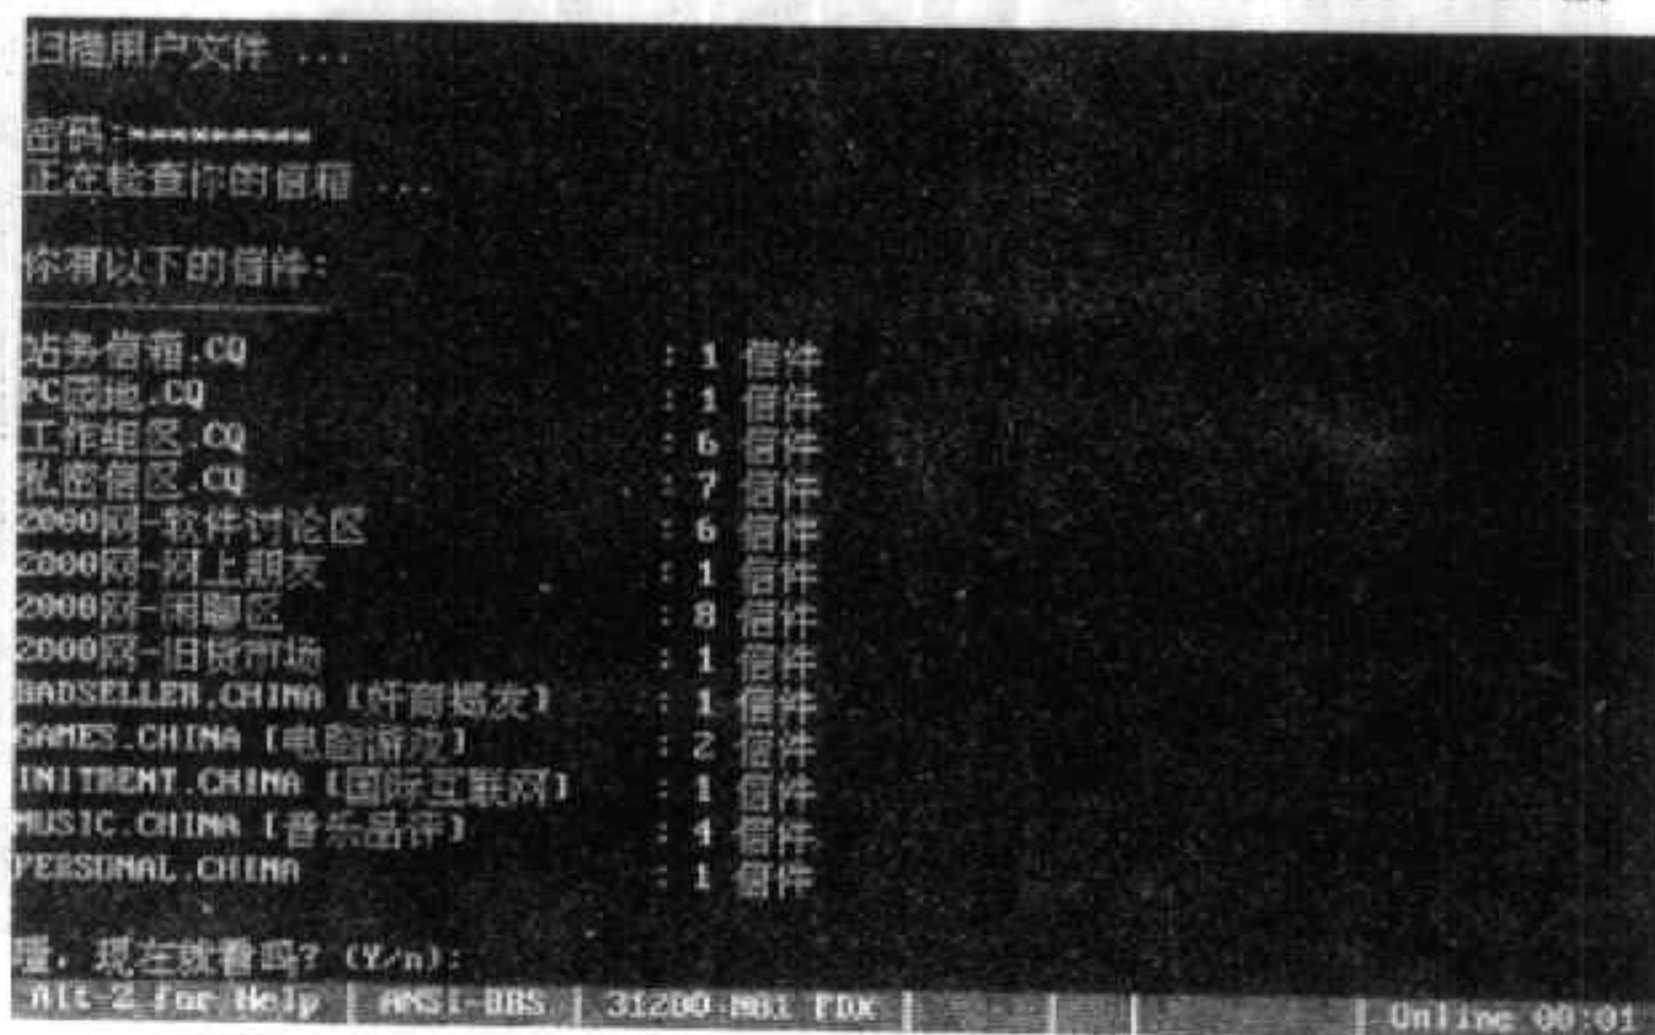 扫描用户文件 ...
密码:*********
正在检查你的信箱 ...
你有以下的信件:
站务信箱.CQ : 1 信件
PC园地.CQ : 1 信件
工作组区.CQ : 6 信件
私密信区.CQ : 7 信件
2000网-软件讨论区 : 6 信件
2000网-网上朋友 : 1 信件
2000网-闲聊区 : 8 信件
2000网-旧货市场 : 1 信件
BADSELLER.CHINA [奸商揭发] : 1 信件
GAMES.CHINA [电脑游戏] : 2 信件
.CHINA [国际互联网] : 1 信件
MUSIC.CHINA [音乐品评] : 信件
PERSONAL.CHINA : 1 信件
现在就看吗? (Y/n):
Alt-Z for Help ANSI-BBS FDX Online 00:01